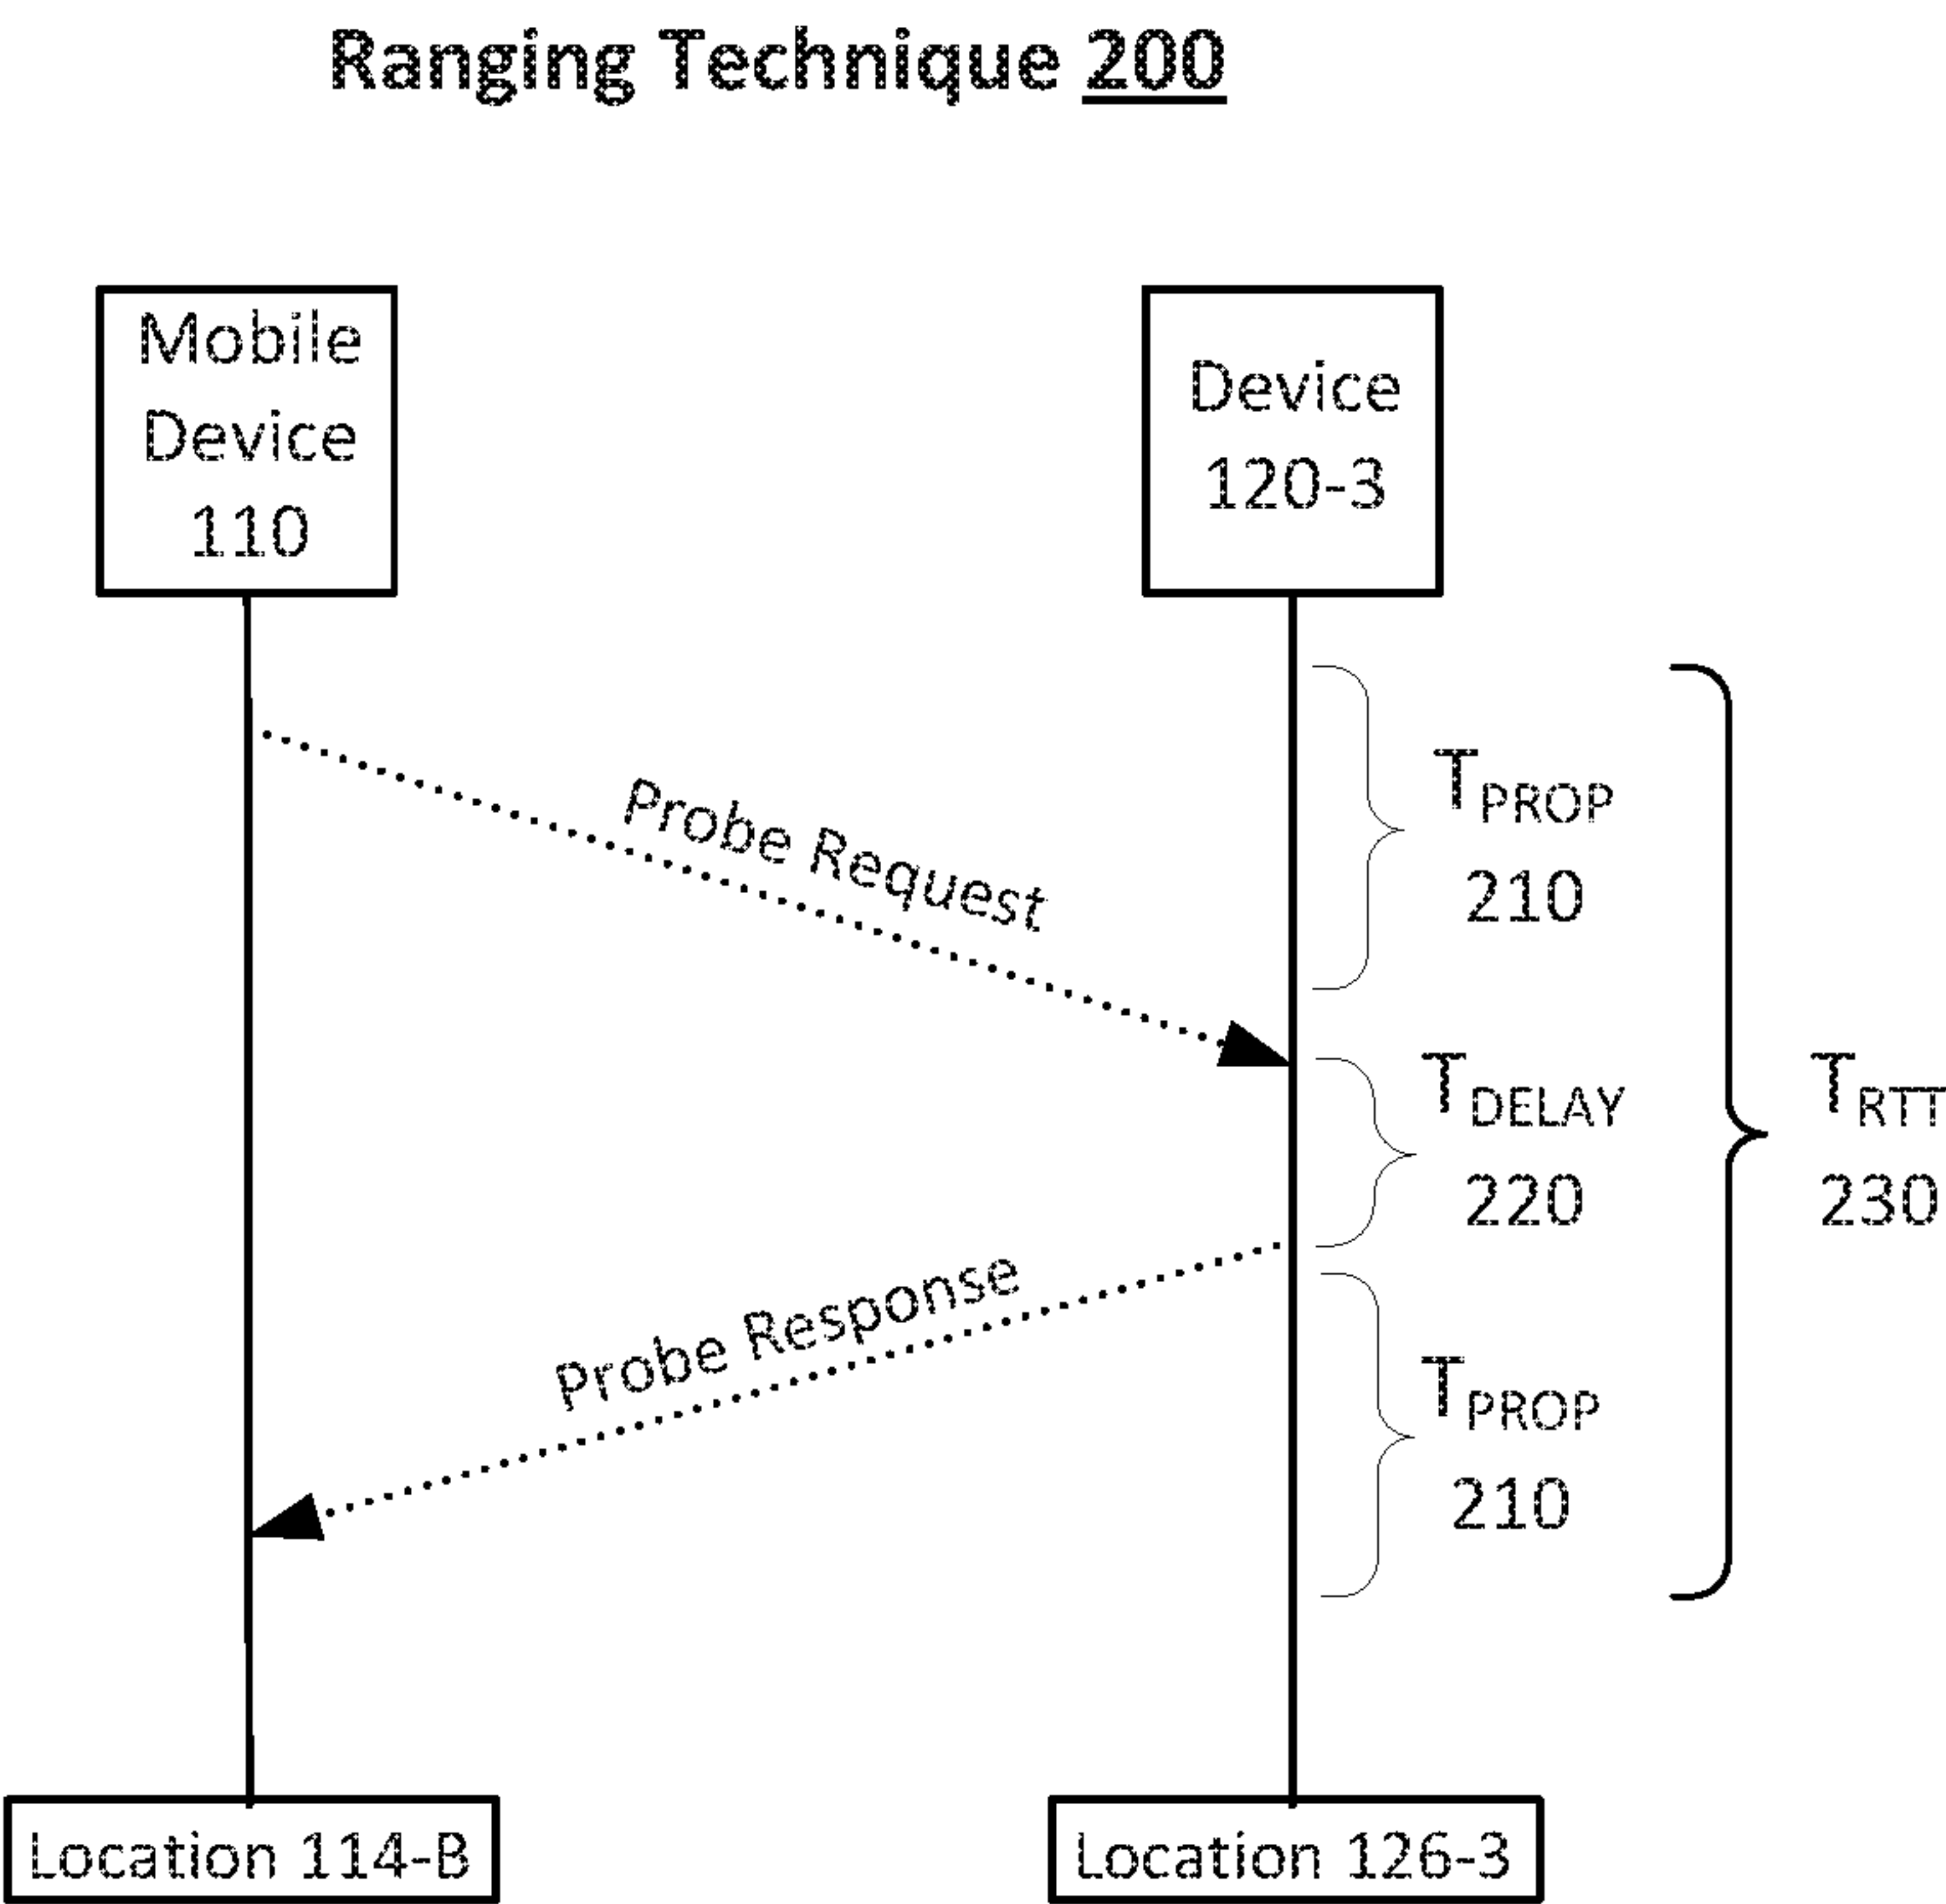 Ranging Technique 200
Mobile
Device
110
Device
120-3
Probe Request
TPROP
210
TDELAY
220
TRTT
230
Probe Response
TPROP
210
Location 114-B
Location 126-3